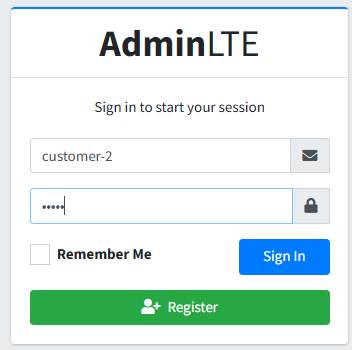 AdminLTE
Sign in to start your session
customer-2
•••••
Remember Me
Sign In
Register